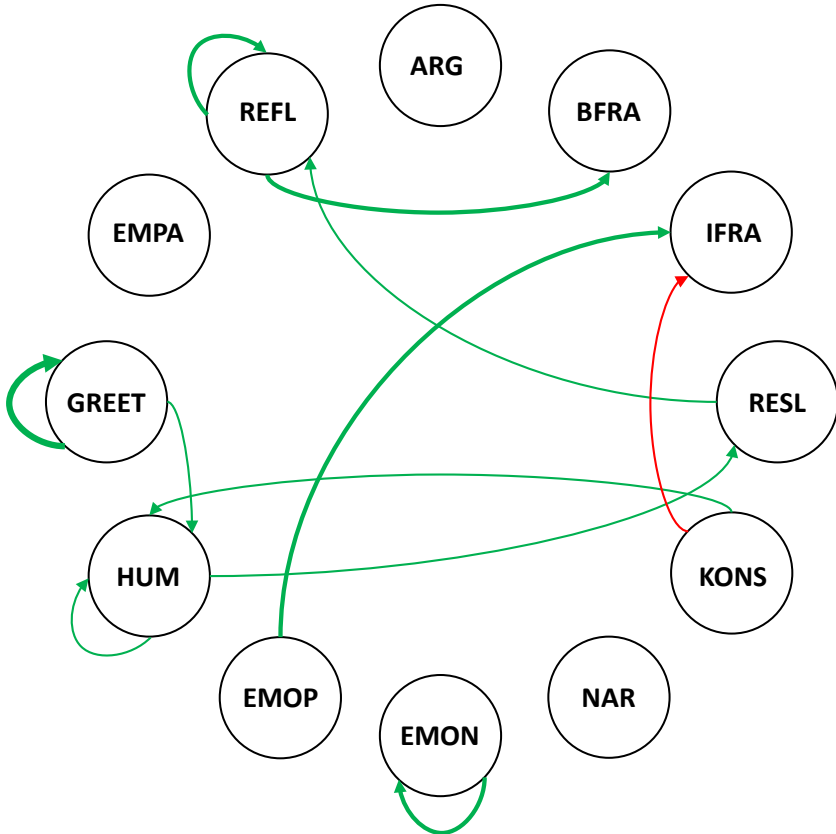 ARG
REFL
BFRA
EMPA
IFRA
GREET
RESL
HUM
KONS
EMOP
NAR
EMON